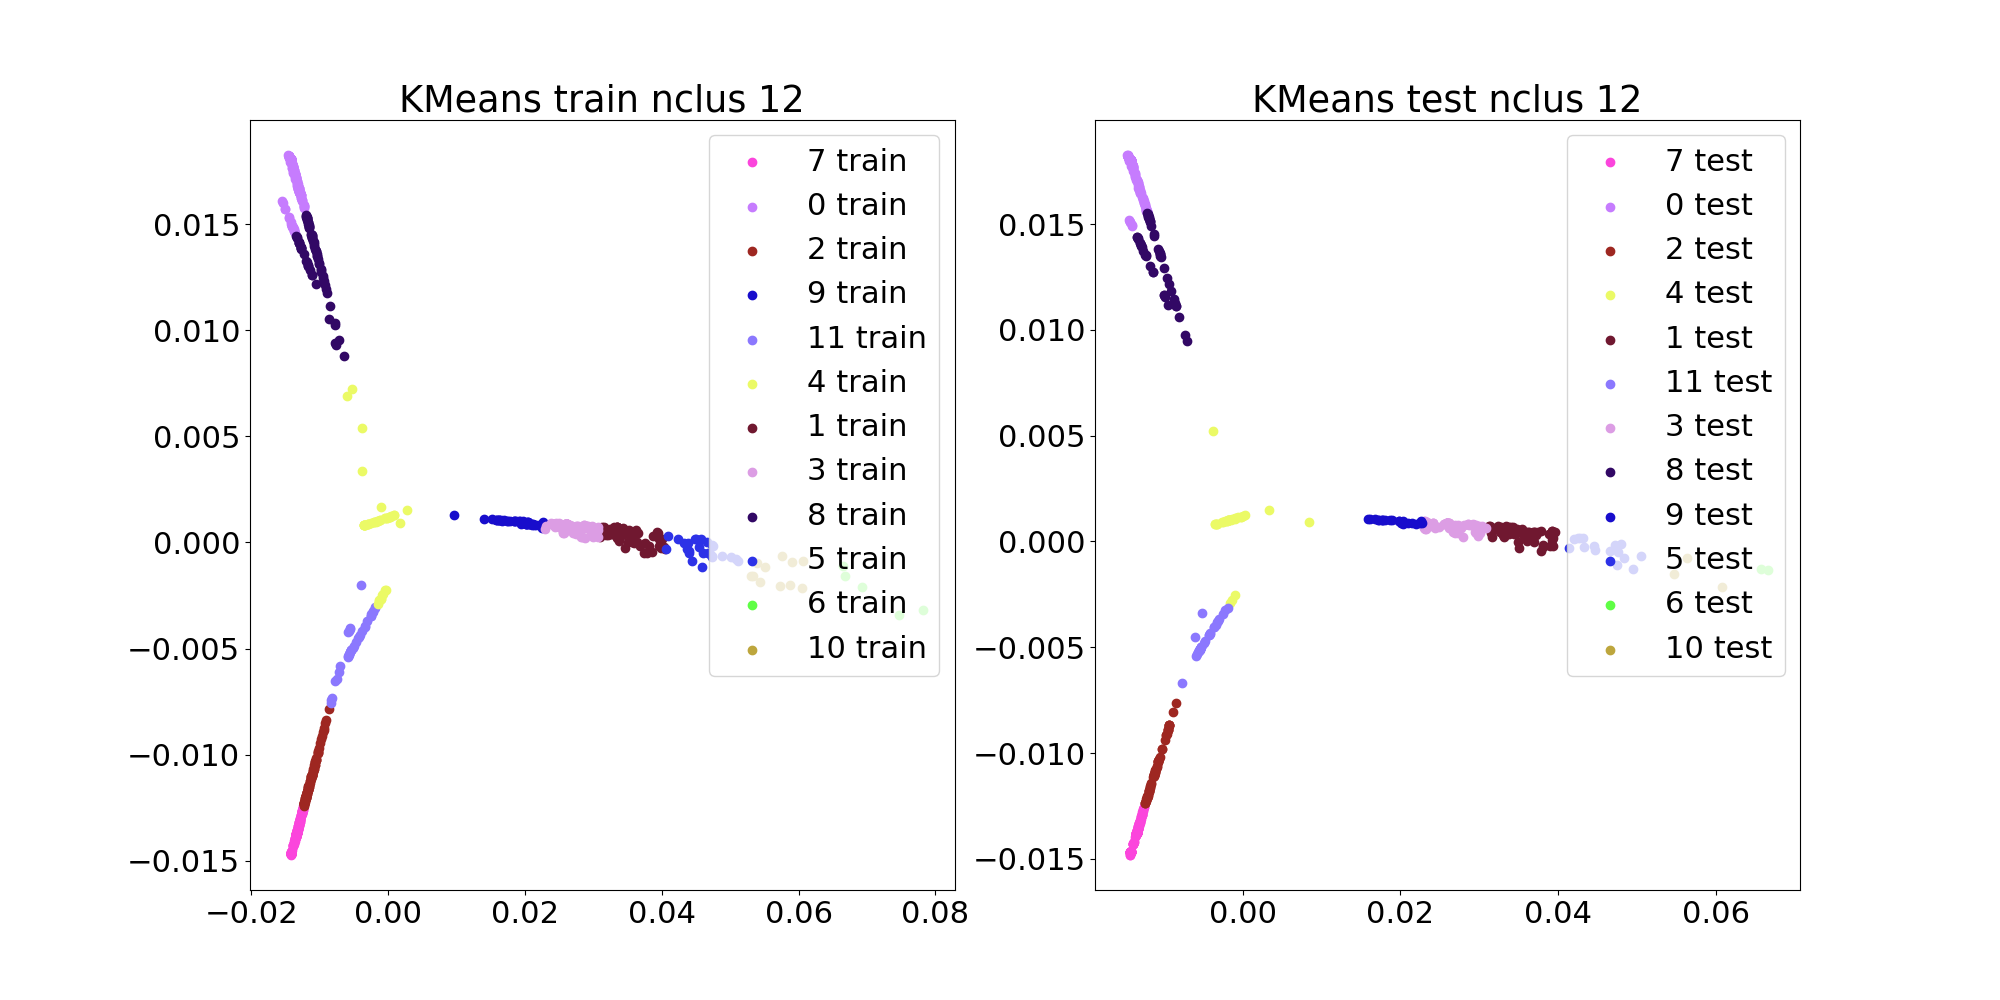 KMeans train nclus 12
0.015
0.010
0.005
0.000
−0.005
−0.010
−0.015
−0.02 0.00 0.02 0.04 0.06 0.08
7 train
0 train
2 train
9 train
11 train
4 train
1 train
3 train
8 train
5 train
6 train
10 train
KMeans test nclus 12
0.015
0.010
0.005
0.000
−0.005
−0.010
−0.015
0.00 0.02 0.04 0.06
7 test
0 test
2 test
4 test
1 test
11 test
3 test
8 test
9 test
5 test
6 test
10 test